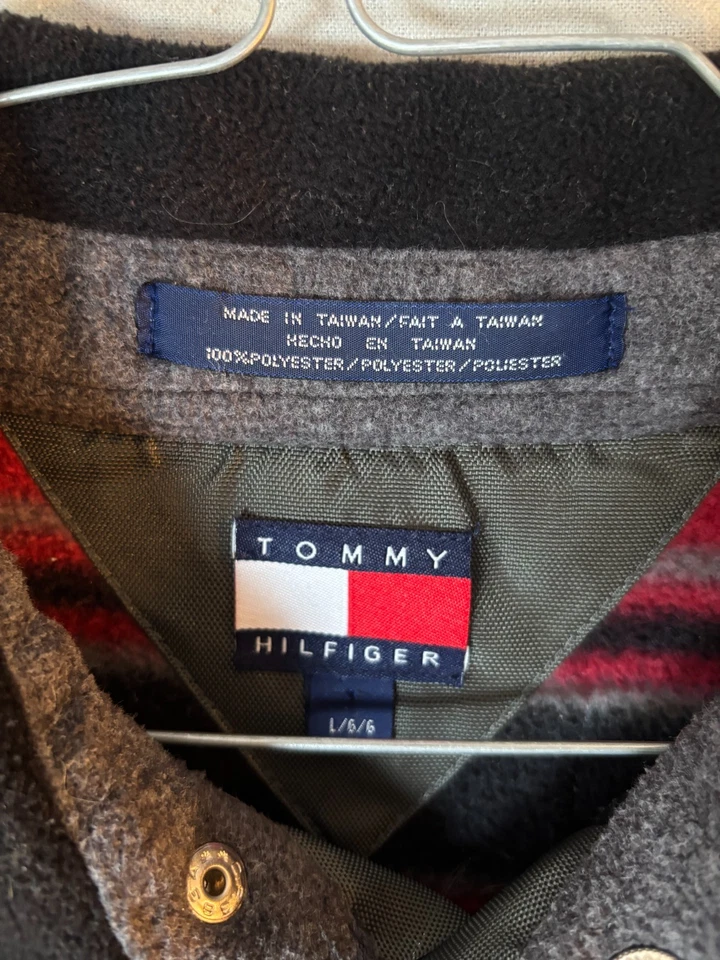 MADE IN TAIWAN/FAIT A TAIWAN
HECHO EN TAIWAN
100%POLYESTER/POLYESTER/POLIESTER
TOMMY
HILFIGER
L/G/G